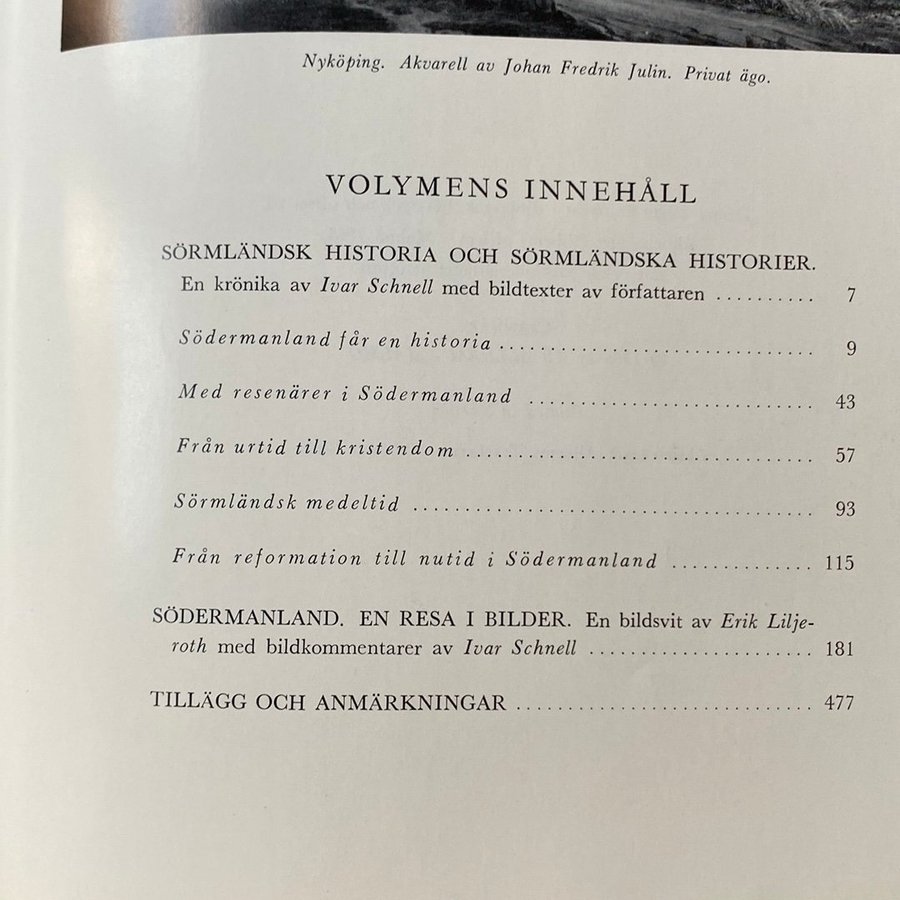 Nyköping. Akvarell av Johan Fredrik Julin. Privat ägo.
VOLYMENS INNEHÅLL
SÖRMLÄNDSK HISTORIA OCH SÖRMLÄNDSKA HISTORIER.
En krönika av Ivar Schnell med bildtexter av författaren .......... 7
Södermanland får en historia ............................... 9
Med resenärer i Södermanland ............................ 43
Från urtid till kristendom .................................. 57
Sörmländsk medeltid ....................................... 93
Från reformation till nutid i Södermanland .............. 115
SÖDERMANLAND. EN RESA I BILDER. En bildsvit av Erik Lilje-
roth med bildkommentarer av Ivar Schnell ...................... 181
TILLÄGG OCH ANMÄRKNINGAR ............................. 477